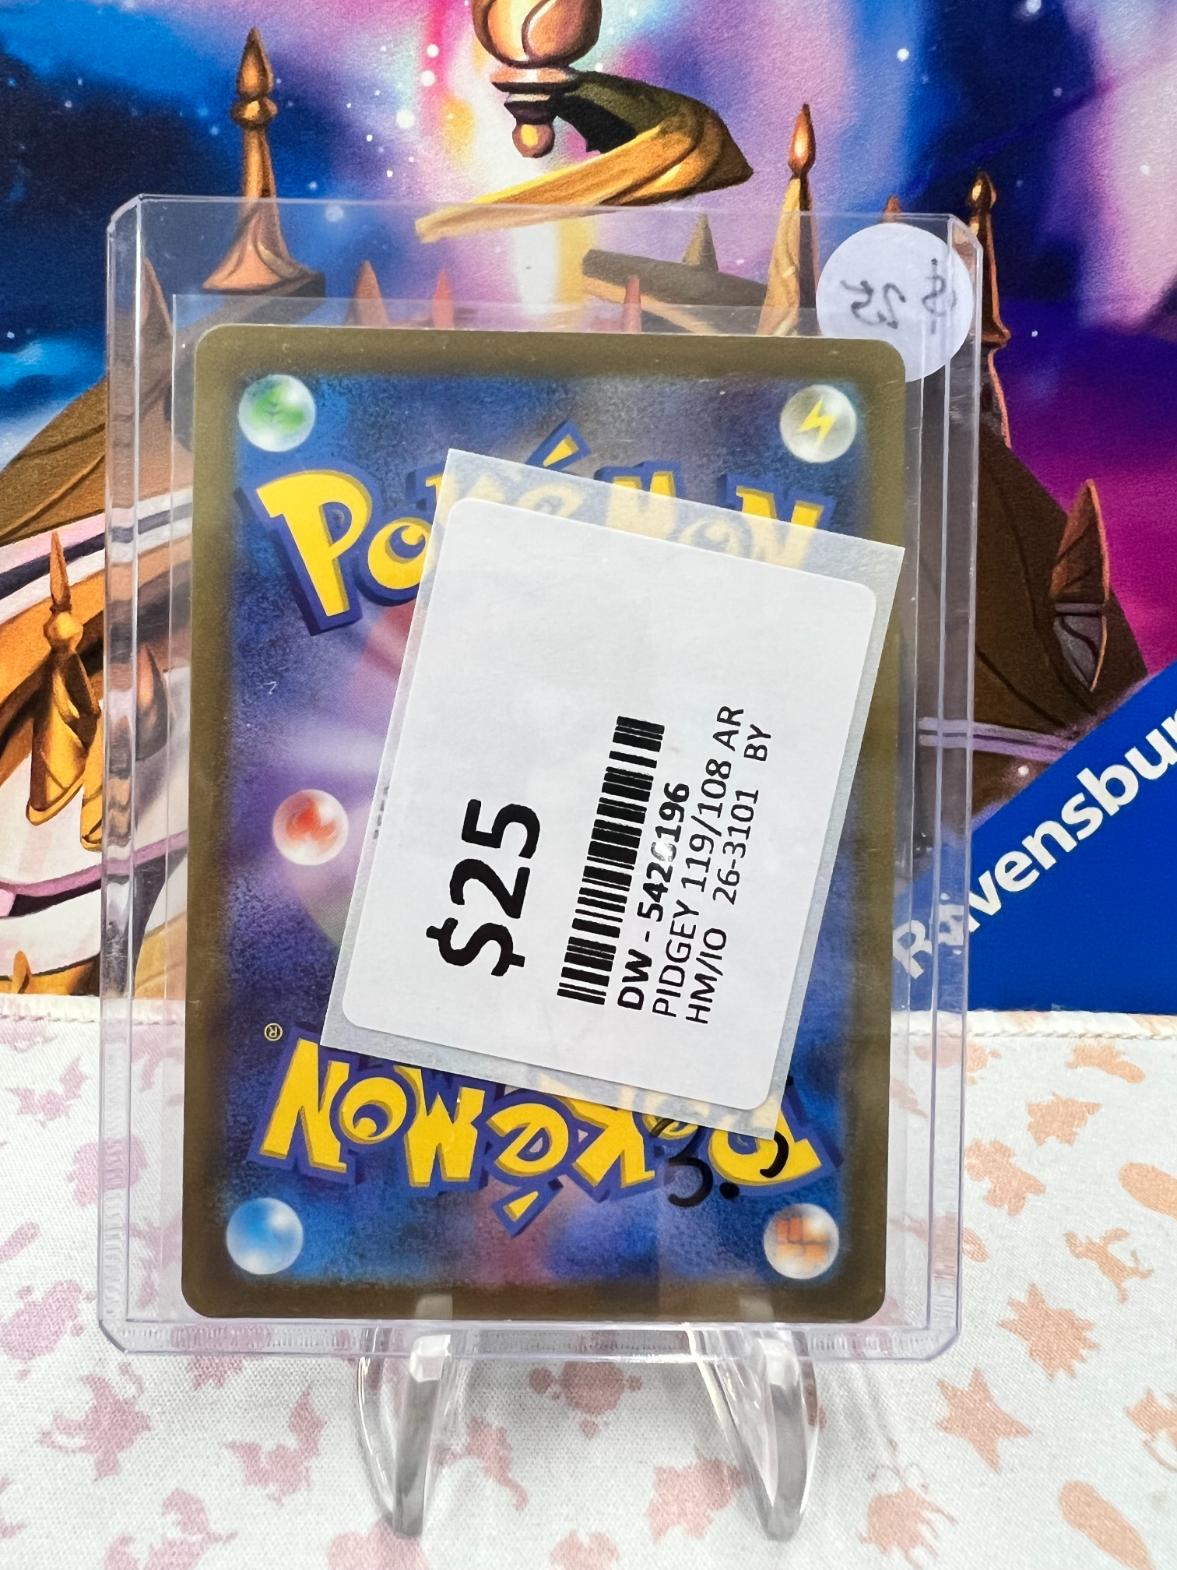 POKéMON
$25
DW - 5426196
PIDGEY 119/108 AR
HM/IO 26-3101 BY
®
POKéMON
Ravensbur